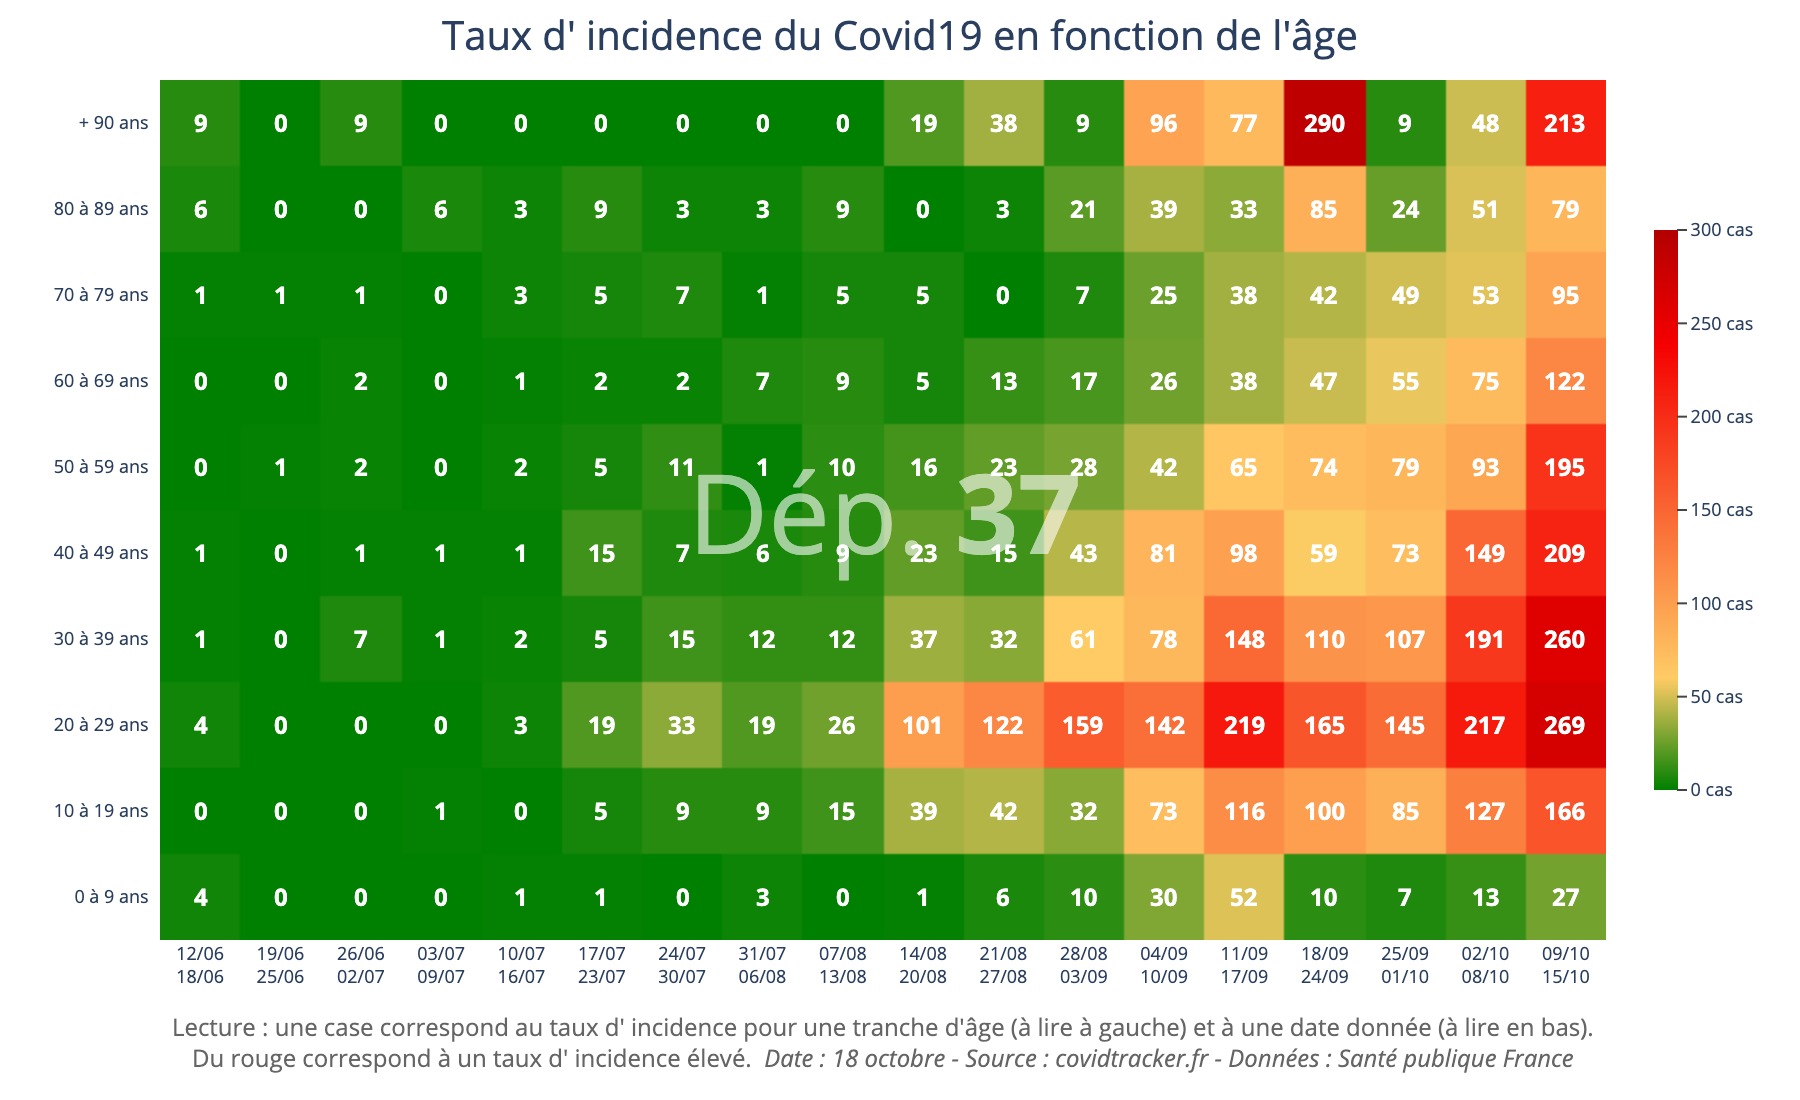 Taux d' incidence du Covid19 en fonction de l'âge
+ 90 ans 9 0 9 0 0 0 0 0 0 19 38 9 96 77 290 9 48 213
80 à 89 ans 6 0 0 6 3 9 3 3 9 0 3 21 39 33 85 24 51 79
300 cas
70 à 79 ans 1 1 1 0 3 5 7 1 5 5 0 7 25 38 42 49 53 95
250 cas
60 à 69 ans 0 0 2 0 1 2 2 7 9 5 13 17 26 38 47 55 75 122
200 cas
50 à 59 ans 0 1 2 0 2 5 11 1 10 16 23 28 42 65 74 79 93 195
Dép. 37
150 cas
40 à 49 ans 1 0 1 1 1 15 7 6 9 23 15 43 81 98 59 73 149 209
100 cas
30 à 39 ans 1 0 7 1 2 5 15 12 12 37 32 61 78 148 110 107 191 260
50 cas
20 à 29 ans 4 0 0 0 3 19 33 19 26 101 122 159 142 219 165 145 217 269
0 cas
10 à 19 ans 0 0 0 1 0 5 9 9 15 39 42 32 73 116 100 85 127 166
0 à 9 ans 4 0 0 0 1 1 0 3 0 1 6 10 30 52 10 7 13 27
12/06 19/06 26/06 03/07 10/07 17/07 24/07 31/07 07/08 14/08 21/08 28/08 04/09 11/09 18/09 25/09 02/10 09/10
18/06 25/06 02/07 09/07 16/07 23/07 30/07 06/08 13/08 20/08 27/08 03/09 10/09 17/09 24/09 01/10 08/10 15/10
Lecture : une case correspond au taux d' incidence pour une tranche d'âge (à lire à gauche) et à une date donnée (à lire en bas).
Du rouge correspond à un taux d' incidence élevé. Date : 18 octobre - Source : covidtracker.fr - Données : Santé publique France